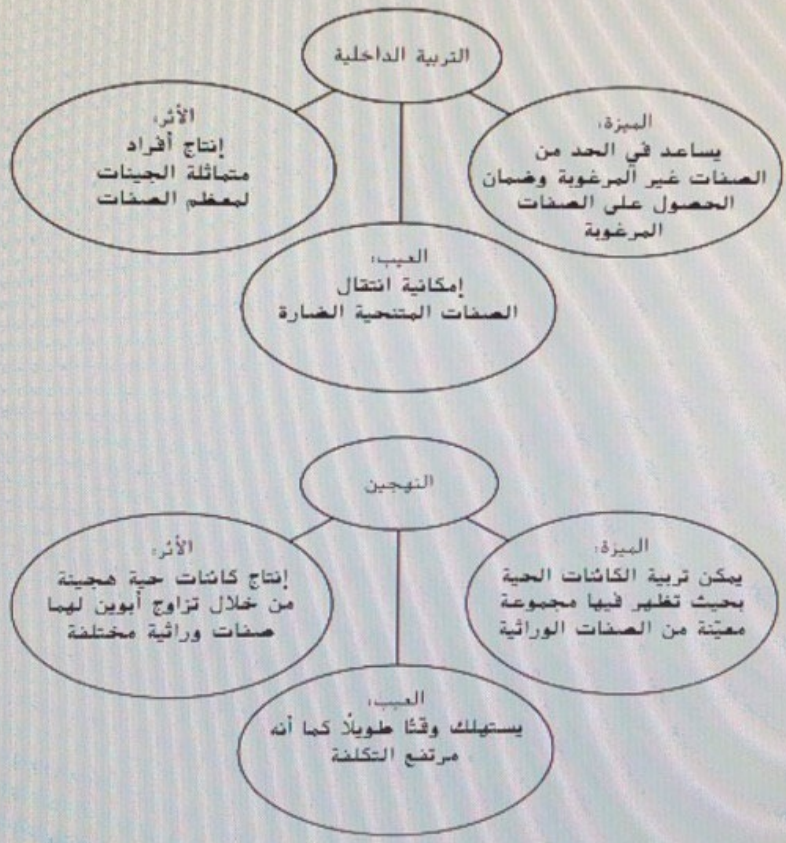 التربية الداخلية
الميزة:
يساعد في الحد من
الصفات غير المرغوبة وضمان
الحصول على الصفات
المرغوبة
الأثر:
إنتاج أفراد
متماثلة الجينات
لمعظم الصفات
العيب:
إمكانية انتقال
الصفات المتنحية الضارة
التهجين
الميزة:
يمكن تربية الكائنات الحية
بحيث تظهر فيها مجموعة
معيّنة من الصفات الوراثية
الأثر:
إنتاج كائنات حية هجينة
من خلال تزاوج أبوين لهما
صفات وراثية مختلفة
العيب:
يستهلك وقتًا طويلًا كما أنه
مرتفع التكلفة